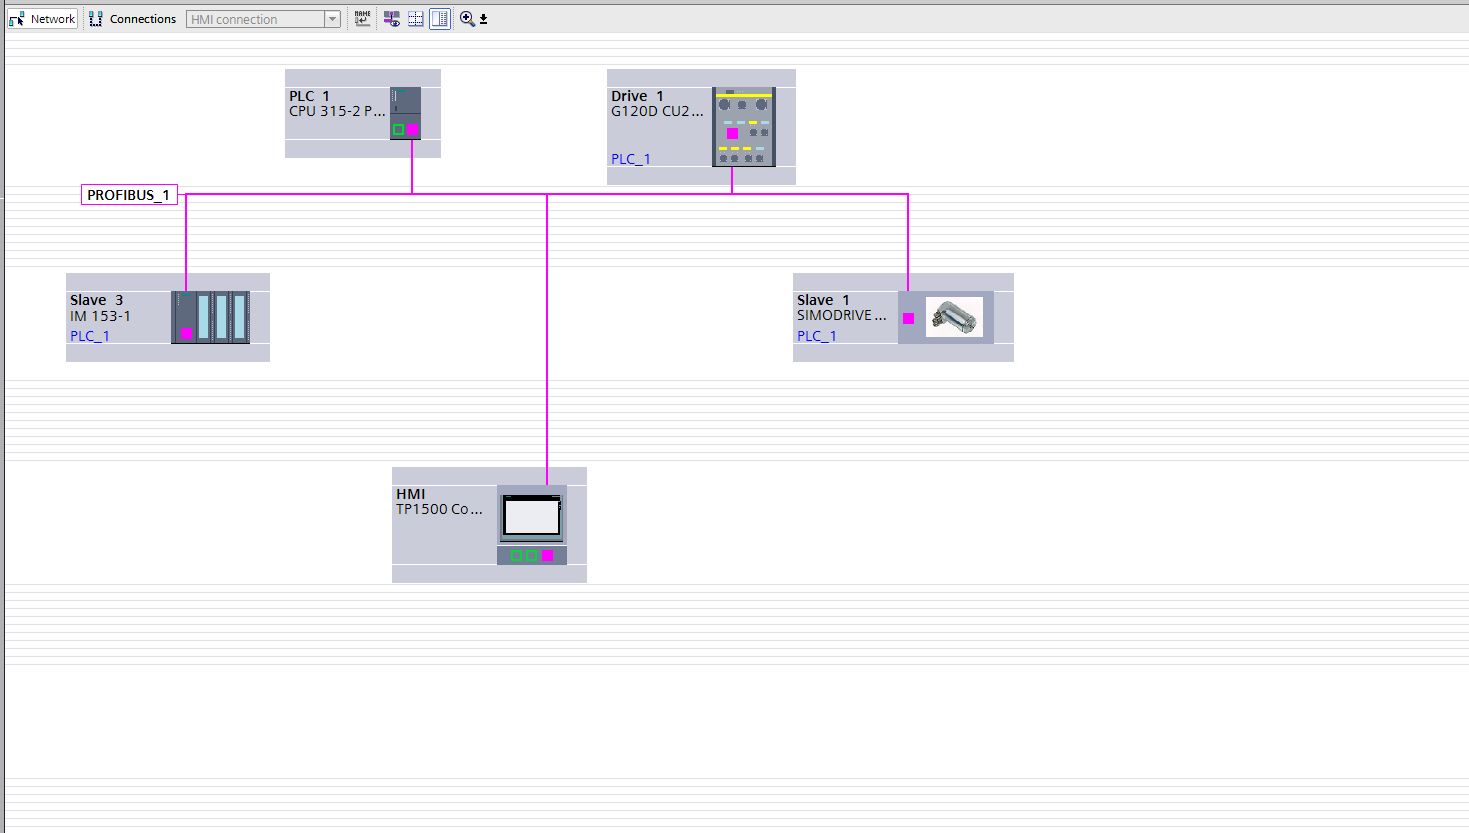 Network Connections HMI connection
NAME
PLC_1
CPU 315-2 P...
Drive_1
G120D CU2...
PLC_1
PROFIBUS_1
Slave_3
IM 153-1
PLC_1
Slave_1
SIMODRIVE ...
PLC_1
HMI
TP1500 Co...